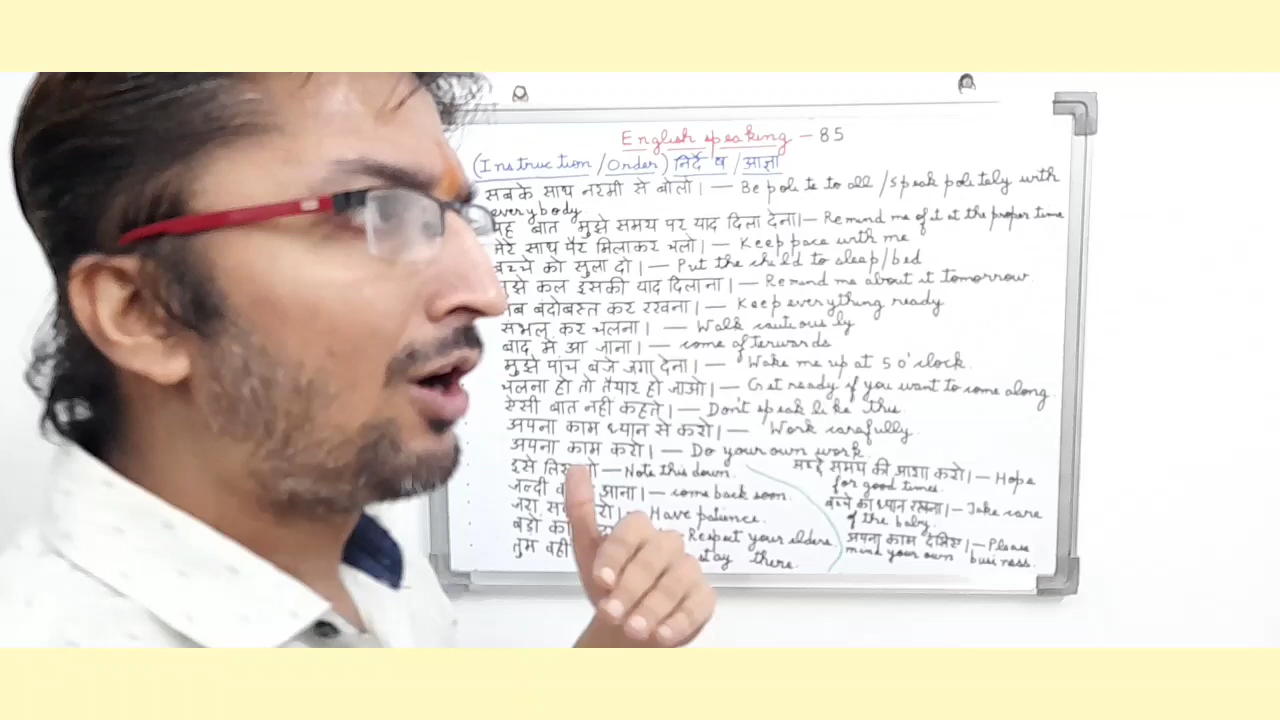 English speaking - 85
(Instruction/Order) निर्देष/आज्ञा
सबके साथ नरमी से बोलो। - Be polite to all/speak politely with
everybody
यह बात मुझे समय पर याद दिला देना। - Remind me of it at the proper time
मेरे साथ पैर मिलाकर चलो। - Keep pace with me
बच्चे को सुला दो। - Put the child to sleep/bed
मुझे कल इसकी याद दिलाना। - Remind me about it tomorrow
सब बंदोबस्त कर रखना। - Keep everything ready
संभल कर चलना। - Walk cautiously
बाद में आ जाना। - come afterwards
मुझे पांच बजे जगा देना। - Wake me up at 5 o'clock.
चलना हो तो तैयार हो जाओ। - Get ready if you want to come along.
ऐसी बात नहीं कहते। - Don't speak like this.
अपना काम ध्यान से करो। - Work carefully.
अपना काम करो। - Do your own work.
इसे - Note this down.
जल्दी आना। - come back soon.
जरा - Have patience.
बड़ों - Respect your elders
तुम वहीं stay there.
अच्छे समय की आशा करो। - Hope
for good times.
बच्चे का ध्यान रखना। - Take care
of the baby.
अपना काम देखिए। - Please
mind your own business.